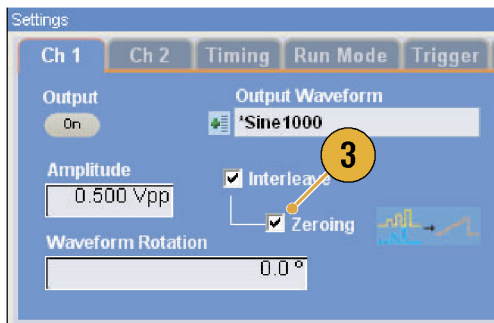 Settings
Ch 1 Ch 2 Timing Run Mode Trigger
Output Output Waveform
On *Sine1000
3
Amplitude Interleave
0.500 Vpp
Zeroing
Waveform Rotation
0.0 °